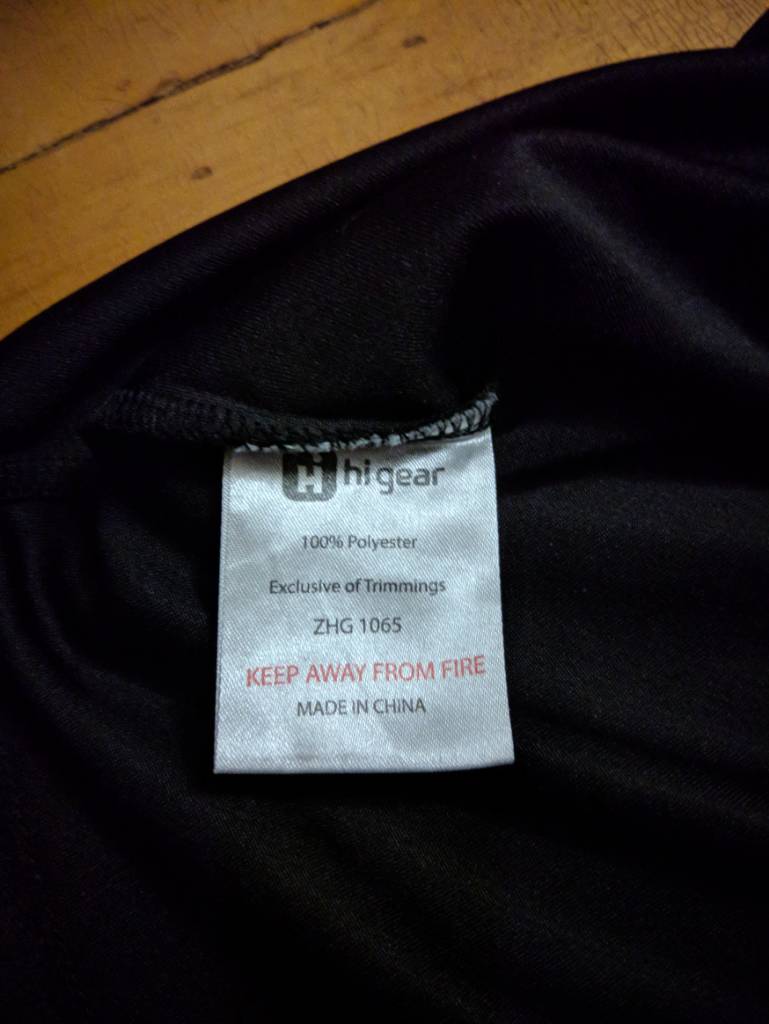 hi gear
100% Polyester
Exclusive of Trimmings
ZHG 1065
KEEP AWAY FROM FIRE
MADE IN CHINA